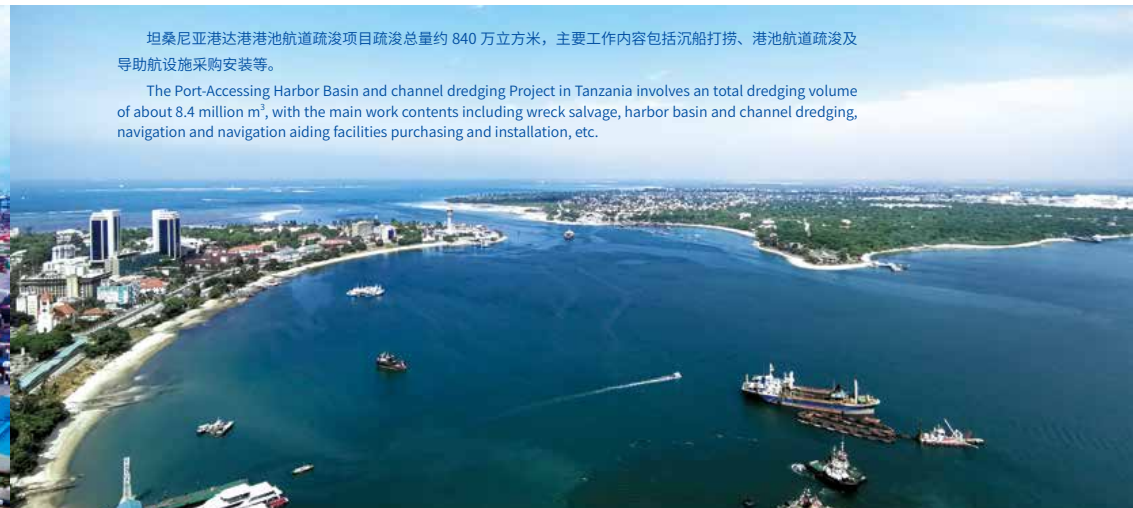 坦桑尼亚港达港港池航道疏浚项目疏浚总量约 840 万立方米，主要工作内容包括沉船打捞、港池航道疏浚及
导助航设施采购安装等。
The Port-Accessing Harbor Basin and channel dredging Project in Tanzania involves an total dredging volume
of about 8.4 million m³, with the main work contents including wreck salvage, harbor basin and channel dredging,
navigation and navigation aiding facilities purchasing and installation, etc.